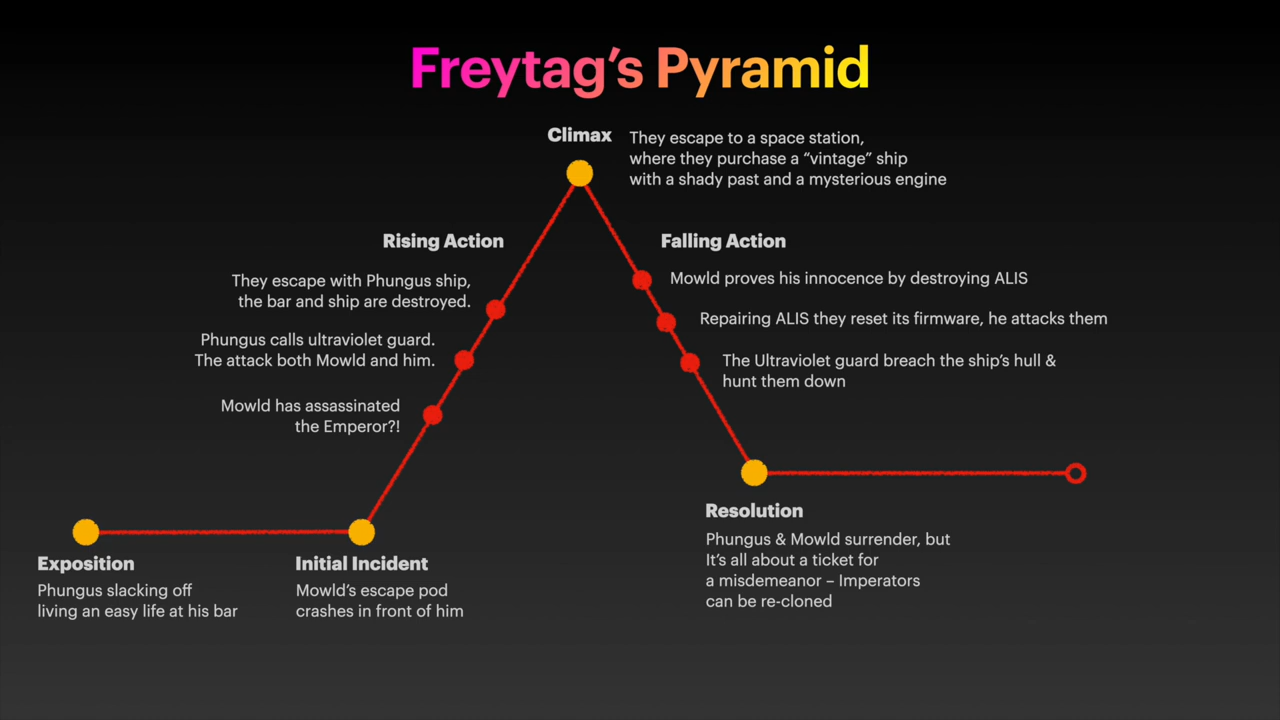 Freytag's Pyramid
Climax
They escape to a space station,
where they purchase a “vintage” ship
with a shady past and a mysterious engine
Rising Action
They escape with Phungus ship,
the bar and ship are destroyed.
Phungus calls ultraviolet guard.
The attack both Mowld and him.
Mowld has assassinated
the Emperor?!
Falling Action
Mowld proves his innocence by destroying ALIS
Repairing ALIS they reset its firmware, he attacks them
The Ultraviolet guard breach the ship's hull &
hunt them down
Exposition
Phungus slacking off
living an easy life at his bar
Initial Incident
Mowld's escape pod
crashes in front of him
Resolution
Phungus & Mowld surrender, but
It's all about a ticket for
a misdemeanor – Imperators
can be re-cloned